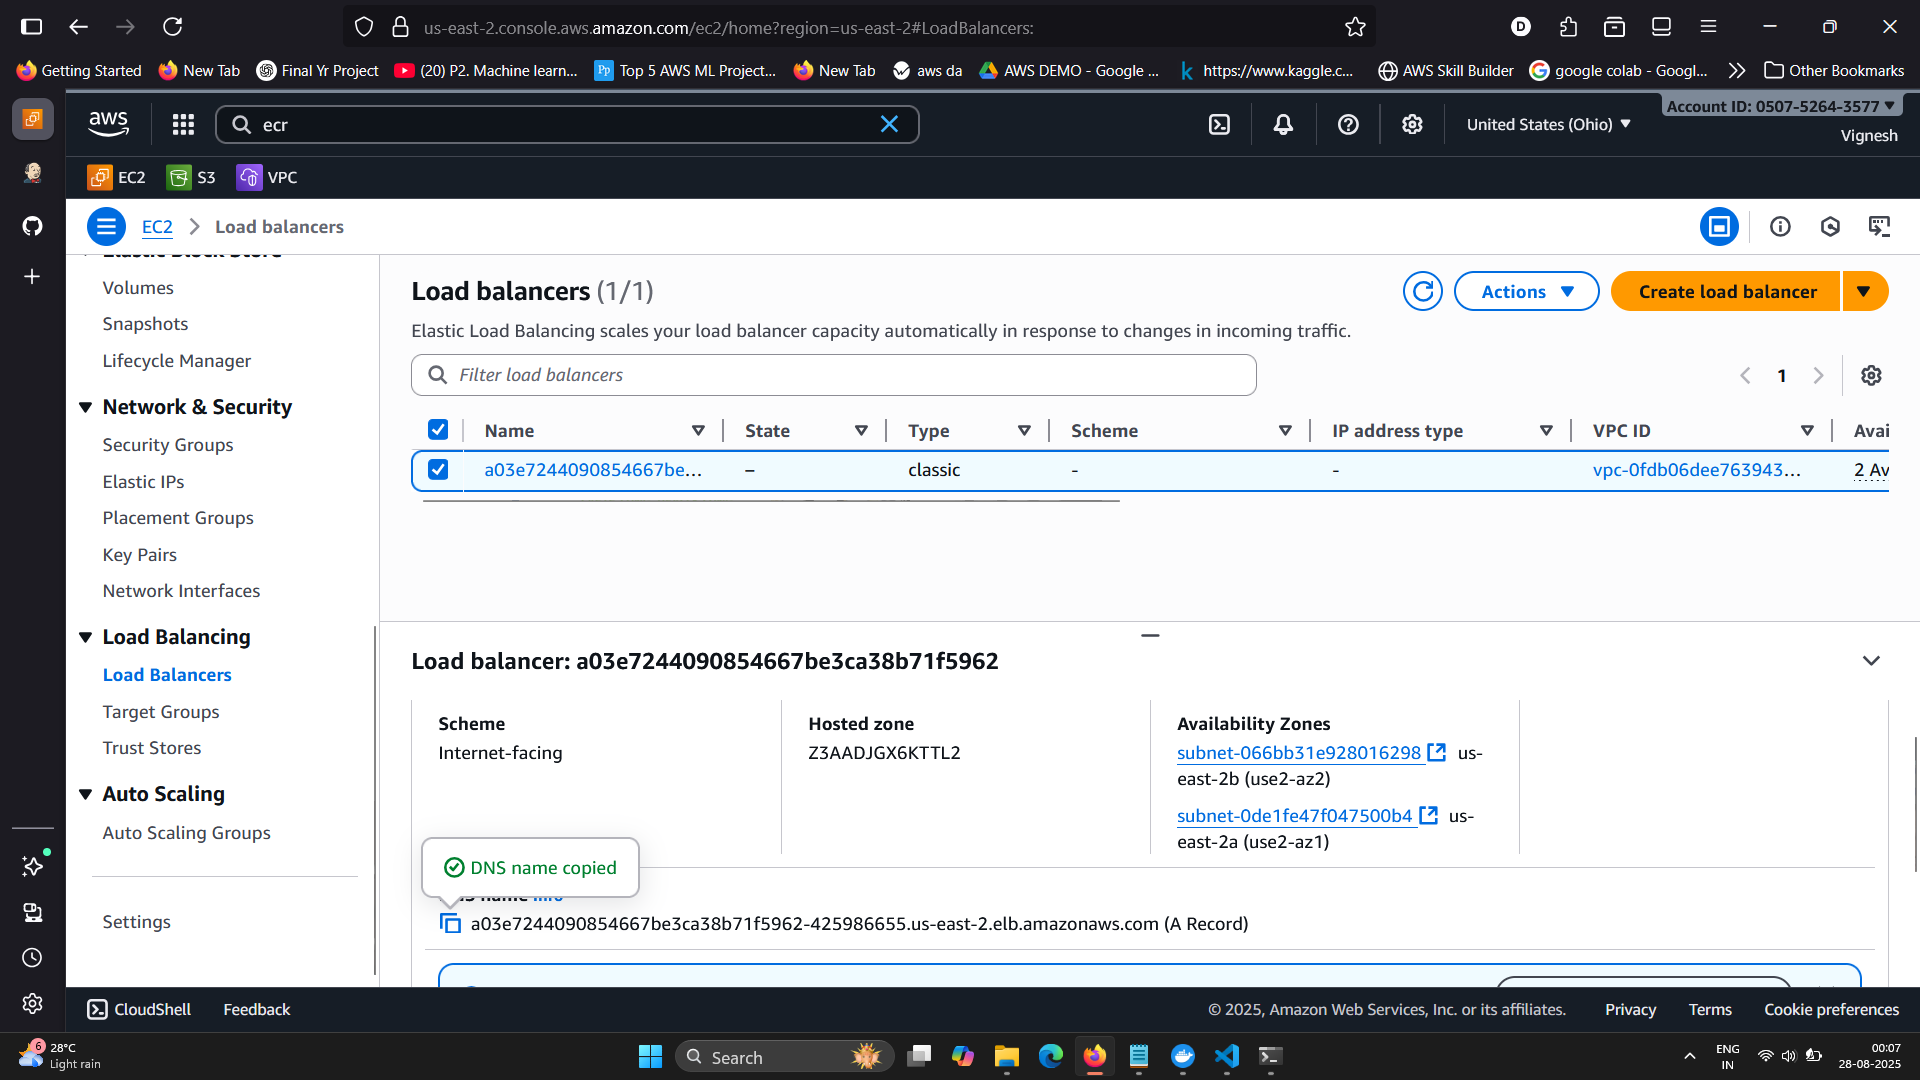 us-east-2.console.aws.amazon.com/ec2/home?region=us-east-2#LoadBalancers:
D
Getting Started
New Tab
Final Yr Project
(20) P2. Machine learn...
Pp Top 5 AWS ML Project...
New Tab
aws da
AWS DEMO - Google ...
k https://www.kaggle.c...
AWS Skill Builder
google colab - Googl...
Other Bookmarks
aws
ecr
United States (Ohio)
Account ID: 0507-5264-3577
Vignesh
EC2
S3
VPC
EC2
Load balancers
Volumes
Snapshots
Lifecycle Manager
Network & Security
Security Groups
Elastic IPs
Placement Groups
Key Pairs
Network Interfaces
Load Balancing
Load Balancers
Target Groups
Trust Stores
Auto Scaling
Auto Scaling Groups
Settings
Load balancers (1/1)
Actions
Create load balancer
Elastic Load Balancing scales your load balancer capacity automatically in response to changes in incoming traffic.
Filter load balancers
1
Name State Type Scheme IP address type VPC ID Avai
a03e7244090854667be... – classic - - vpc-0fdb06dee763943... 2 Av
Load balancer: a03e7244090854667be3ca38b71f5962
Scheme
Internet-facing
Hosted zone
Z3AADJGX6KTTL2
Availability Zones
subnet-066bb31e928016298 us-
east-2b (use2-az2)
subnet-0de1fe47f047500b4 us-
east-2a (use2-az1)
DNS name copied
a03e7244090854667be3ca38b71f5962-425986655.us-east-2.elb.amazonaws.com (A Record)
CloudShell
Feedback
© 2025, Amazon Web Services, Inc. or its affiliates.
Privacy
Terms
Cookie preferences
6
28°C
Light rain
Search
ENG
IN
00:07
28-08-2025